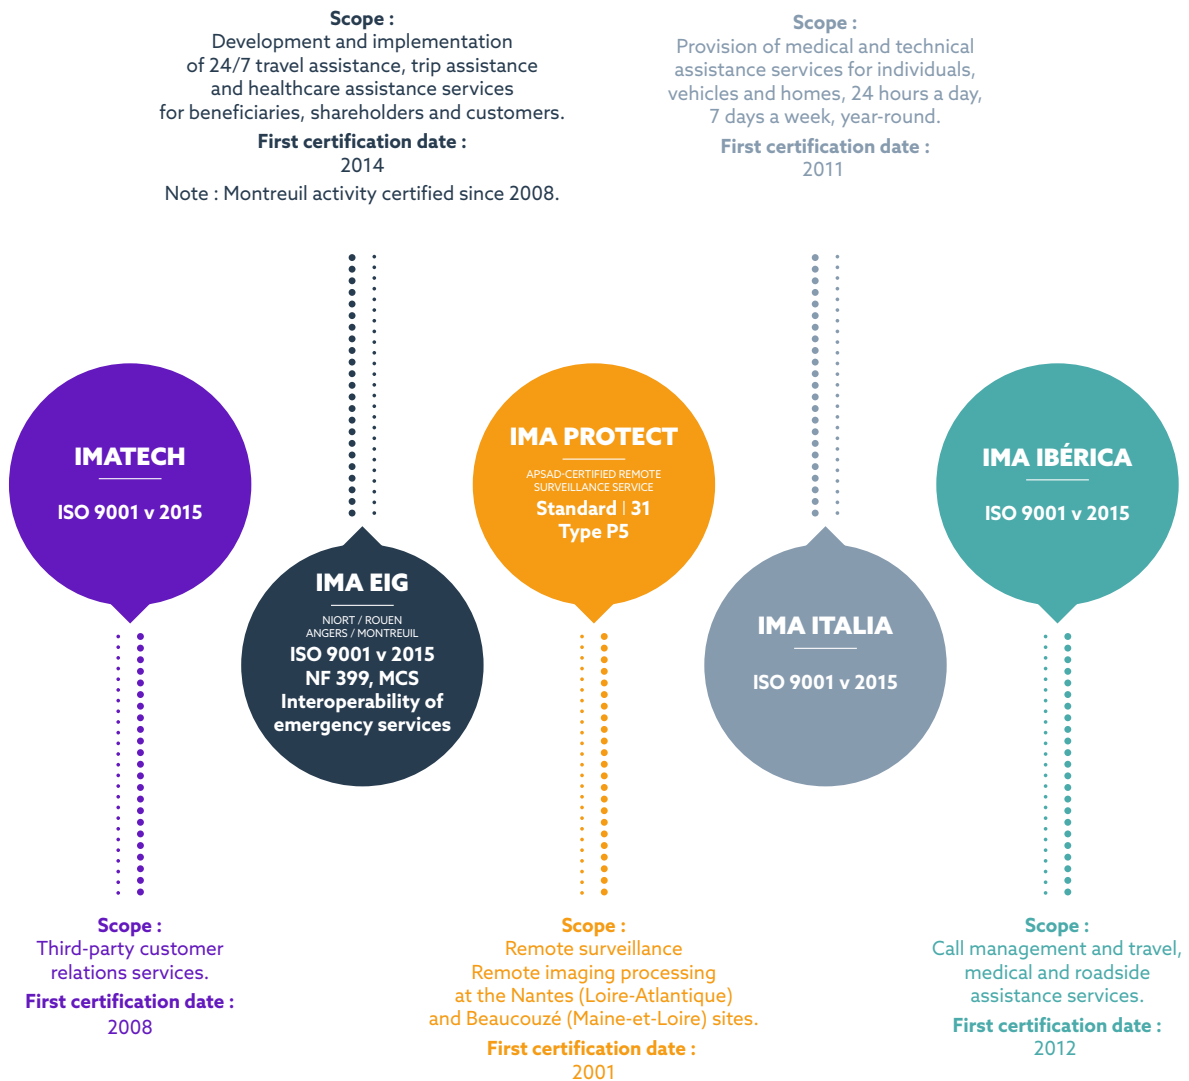 Scope :
Development and implementation
of 24/7 travel assistance, trip assistance
and healthcare assistance services
for beneficiaries, shareholders and customers.
First certification date :
2014
Note : Montreuil activity certified since 2008.
Scope :
Provision of medical and technical
assistance services for individuals,
vehicles and homes, 24 hours a day,
7 days a week, year-round.
First certification date :
2011
IMATECH
ISO 9001 v 2015
IMA EIG
NIORT / ROUEN
ANGERS / MONTREUIL
ISO 9001 v 2015
NF 399, MCS
Interoperability of
emergency services
IMA PROTECT
APSAD-CERTIFIED REMOTE
SURVEILLANCE SERVICE
Standard | 31
Type P5
IMA ITALIA
ISO 9001 v 2015
IMA IBÉRICA
ISO 9001 v 2015
Scope :
Third-party customer
relations services.
First certification date :
2008
Scope :
Remote surveillance
Remote imaging processing
at the Nantes (Loire-Atlantique)
and Beaucouzé (Maine-et-Loire) sites.
First certification date :
2001
Scope :
Call management and travel,
medical and roadside
assistance services.
First certification date :
2012